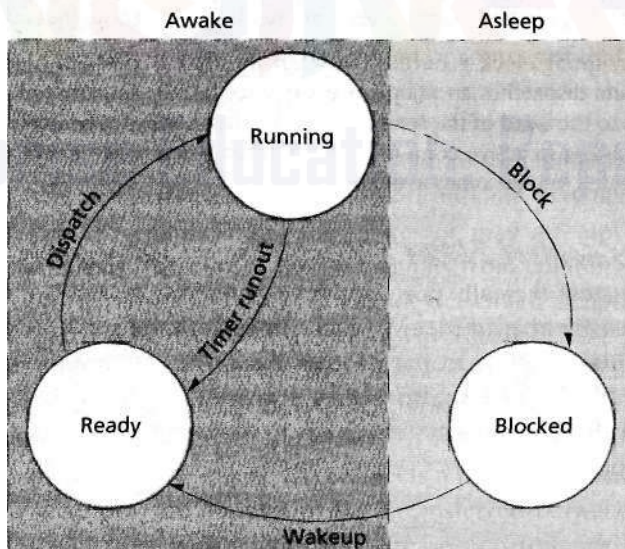 Awake
Asleep
Running
Block
Dispatch
Timer runout
Ready
Blocked
Wakeup